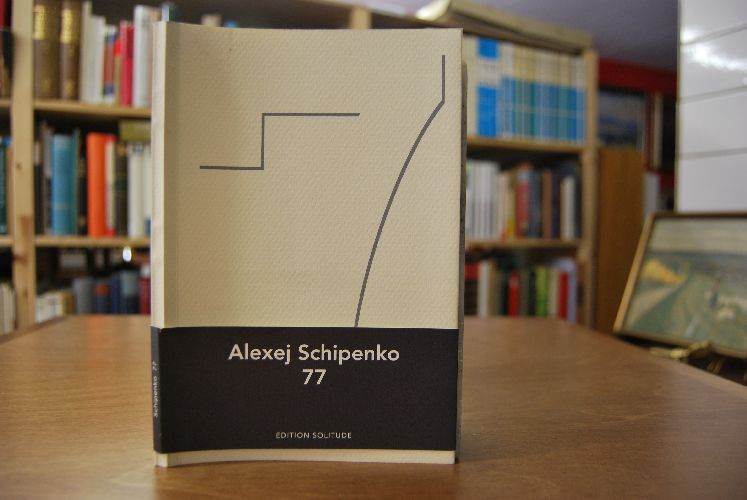 Alexej Schipenko
77
EDITION SOLITUDE
Schipenko 77